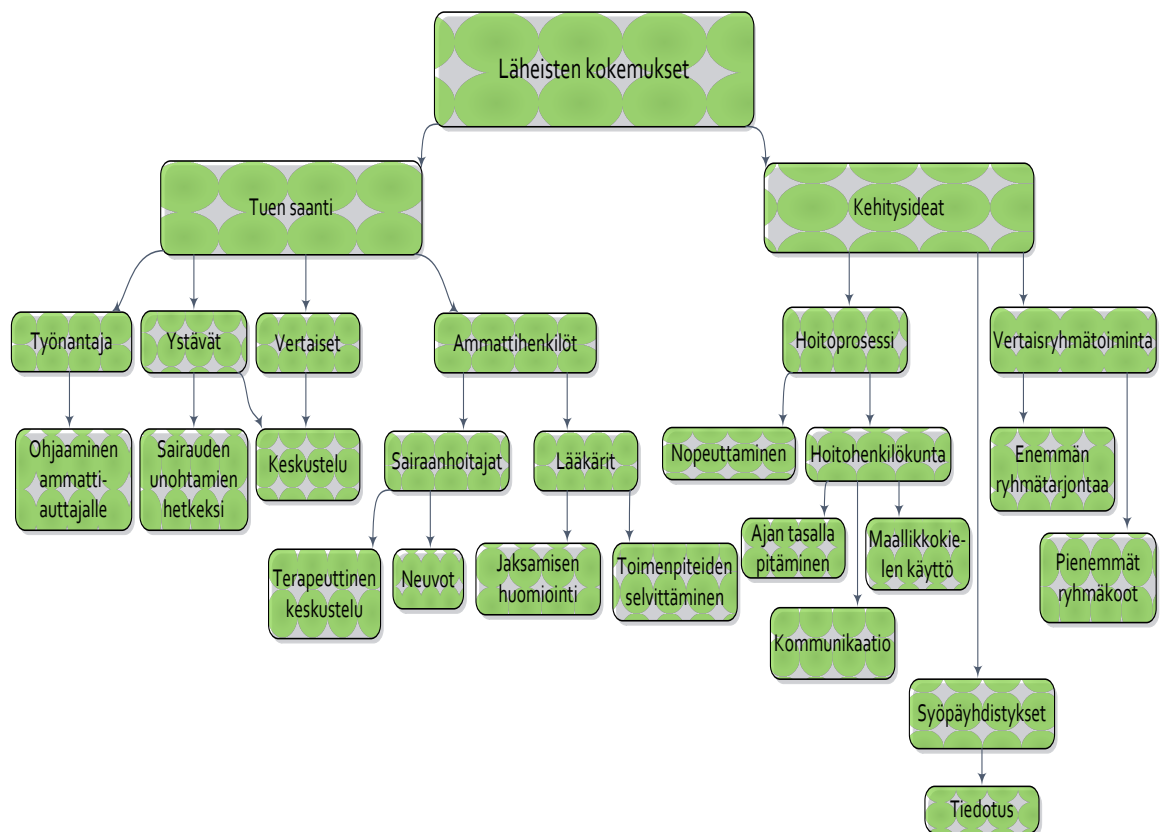 Läheisten kokemukset
Tuen saanti
Kehitysideat
Työnantaja
Ystävät
Vertaiset
Ammattihenkilöt
Hoitoprosessi
Vertaisryhmätoiminta
Ohjaaminen
ammatti-
auttajalle
Sairauden
unohtamien
hetkeksi
Keskustelu
Sairaanhoitajat
Lääkärit
Nopeuttaminen
Hoitohenkilökunta
Enemmän
ryhmätarjontaa
Terapeuttinen
keskustelu
Neuvot
Jaksamisen
huomiointi
Toimenpiteiden
selvittäminen
Ajan tasalla
pitäminen
Maallikkokie-
len käyttö
Pienemmät
ryhmäkoot
Kommunikaatio
Syöpäyhdistykset
Tiedotus